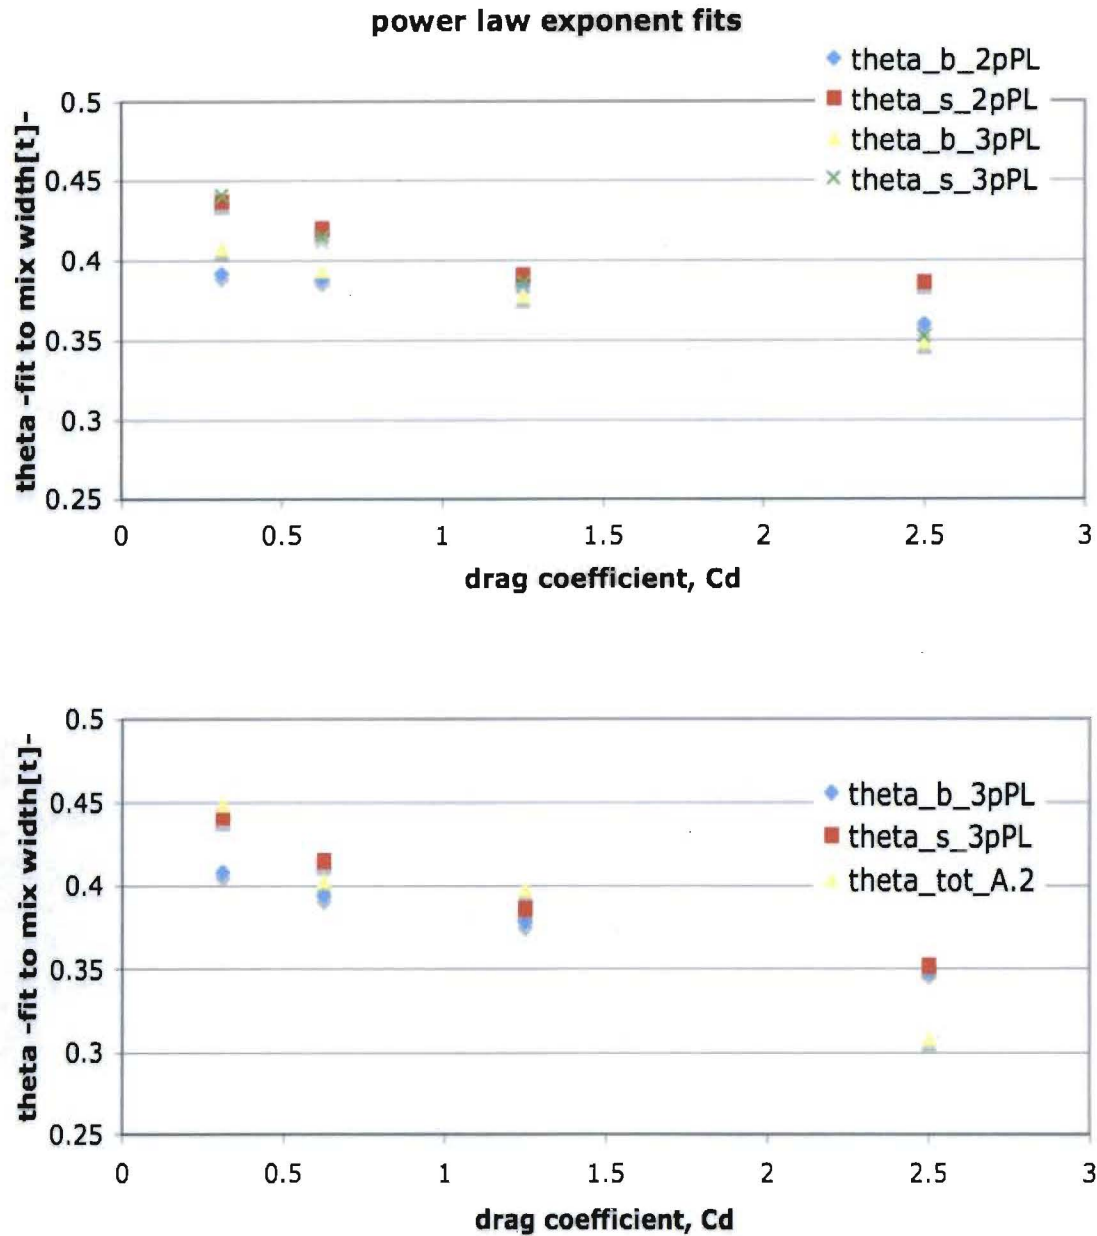 power law exponent fits
theta_b_2pPL
theta_s_2pPL
theta_b_3pPL
theta_s_3pPL
theta -fit to mix width[t]-
0.5
0.45
0.4
0.35
0.3
0.25
0 0.5 1 1.5 2 2.5 3
drag coefficient, Cd
theta_b_3pPL
theta_s_3pPL
theta_tot_A.2
theta -fit to mix width[t]-
0.5
0.45
0.4
0.35
0.3
0.25
0 0.5 1 1.5 2 2.5 3
drag coefficient, Cd